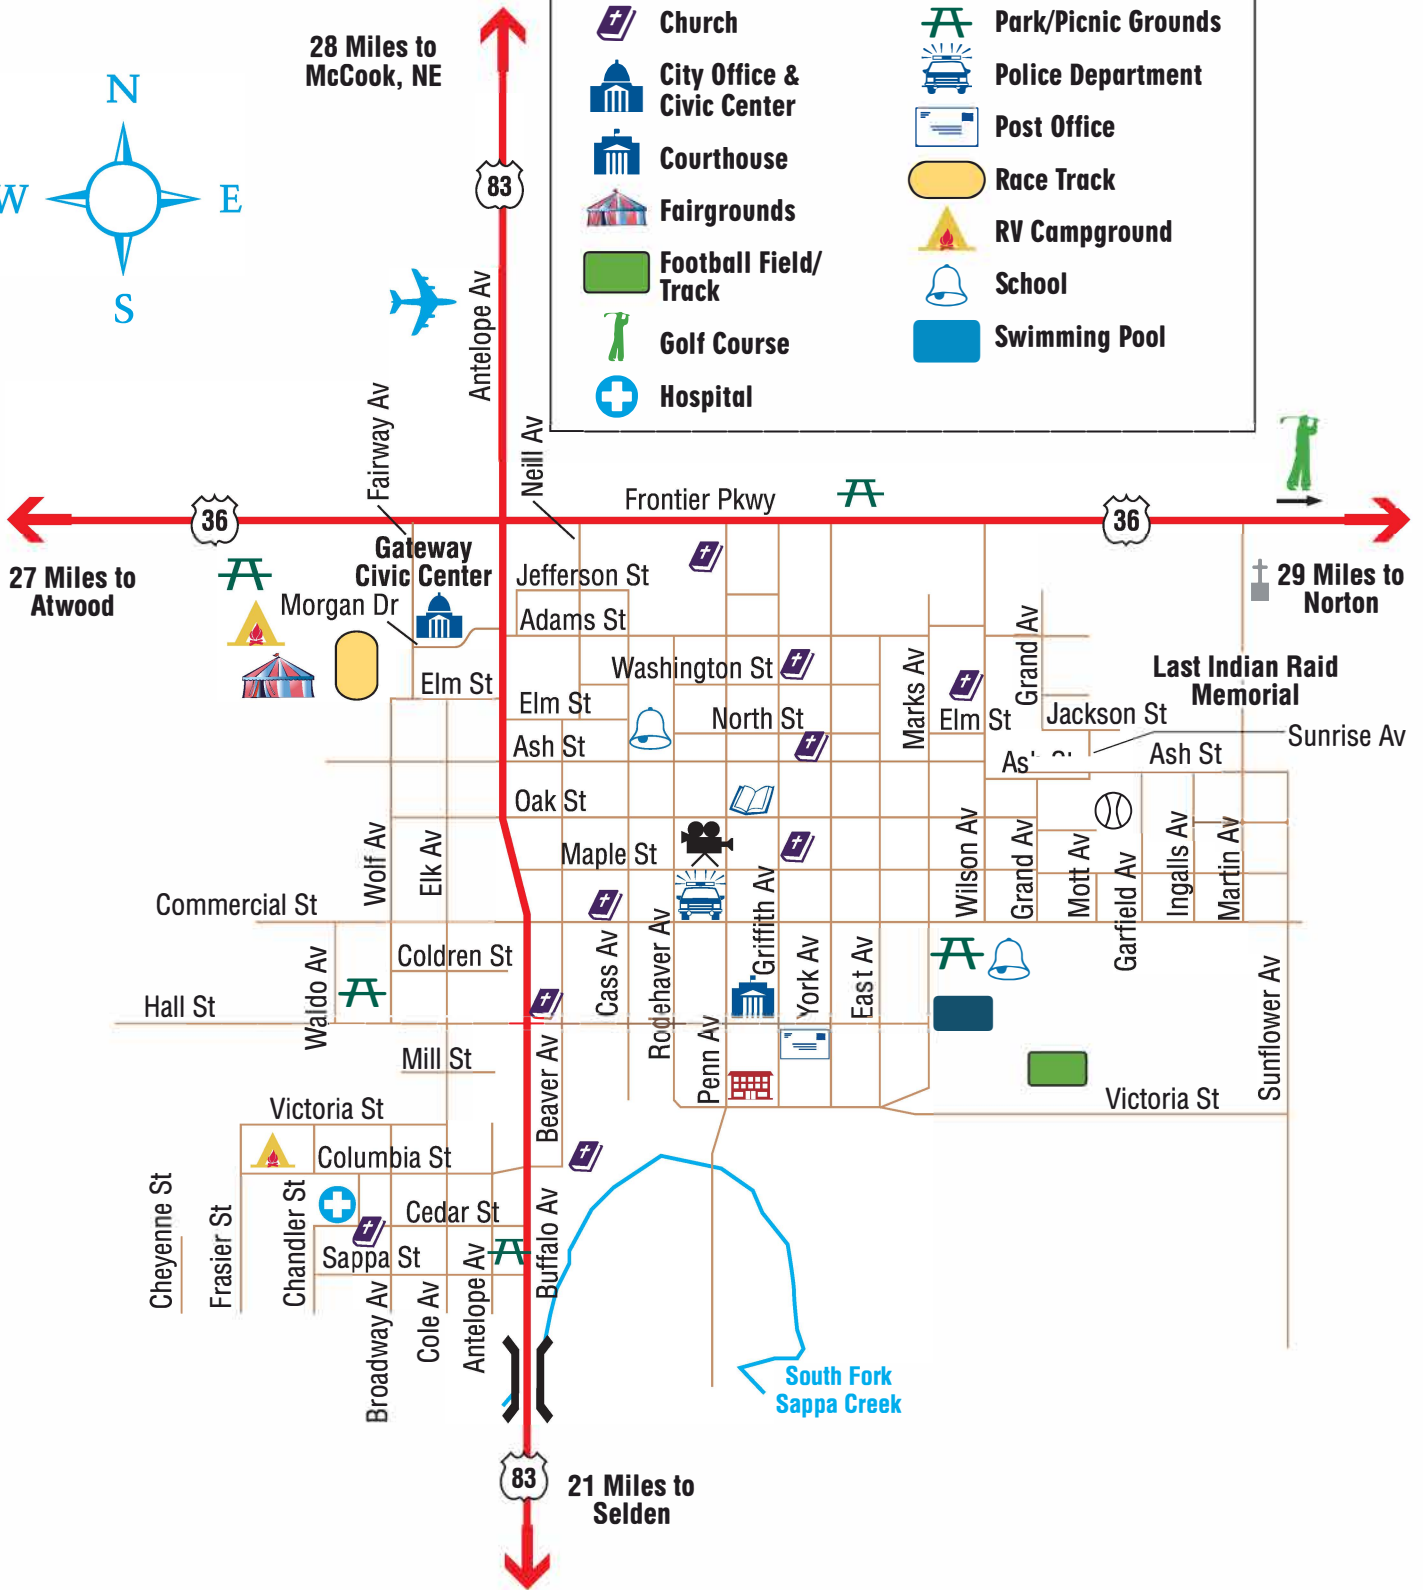 28 Miles to
McCook, NE
N
W
E
S
83
Church
City Office &
Civic Center
Courthouse
Fairgrounds
Football Field/
Track
Golf Course
Hospital
Park/Picnic Grounds
Police Department
Post Office
Race Track
RV Campground
School
Swimming Pool
Antelope Av
Fairway Av
Neill Av
Frontier Pkwy
36
36
27 Miles to
Atwood
29 Miles to
Norton
Gateway
Civic Center
Morgan Dr
Jefferson St
Adams St
Washington St
Elm St
Elm St
North St
Marks Av
Elm St
Grand Av
Jackson St
Last Indian Raid
Memorial
Sunrise Av
Ash St
Ash St
Oak St
Maple St
Wolf Av
Elk Av
Commercial St
Wilson Av
Grand Av
Mott Av
Garfield Av
Ingalls Av
Martin Av
Coldren St
Waldo Av
Hall St
Cass Av
Rodehaver Av
Griffith Av
York Av
East Av
Sunflower Av
Mill St
Beaver Av
Penn Av
Victoria St
Victoria St
Columbia St
Cheyenne St
Frasier St
Chandler St
Cedar St
Sappa St
Broadway Av
Cole Av
Antelope Av
Buffalo Av
South Fork
Sappa Creek
83
21 Miles to
Selden